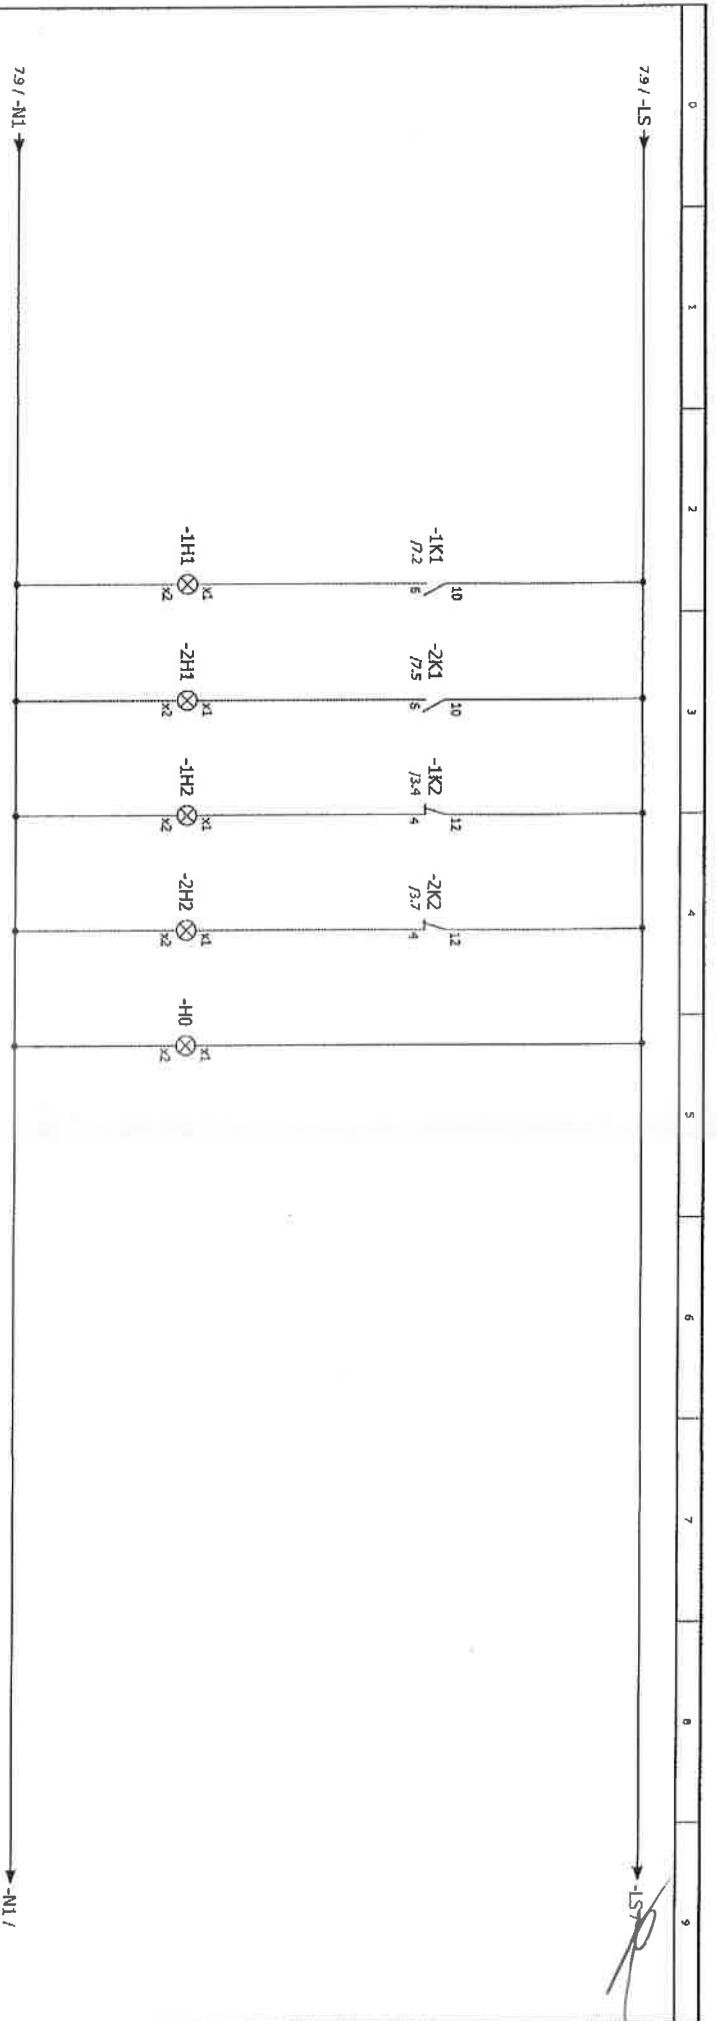 0 1 2 3 4 5 6 7 8 9
7.9 / -LS
-LS /
-1K1 10
/7.2 6
-2K1 10
/7.5 6
-1K2 12
/3.4 4
-2K2 12
/3.7 4
-1H1 x1
x2
-2H1 x1
x2
-1H2 x1
x2
-2H2 x1
x2
-H0 x1
x2
7.9 / -N1
-N1 /